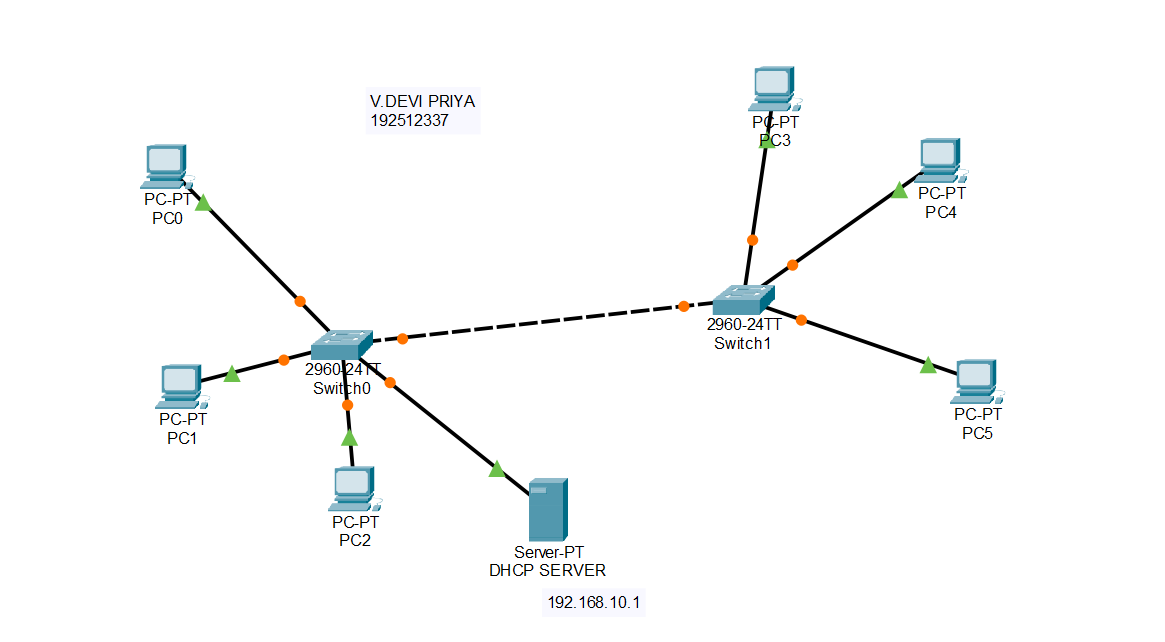 V.DEVI PRIYA
192512337
PC-PT
PC3
PC-PT
PC4
PC-PT
PC0
2960-24TT
Switch1
2960-24TT
Switch0
PC-PT
PC1
PC-PT
PC5
PC-PT
PC2
Server-PT
DHCP SERVER
192.168.10.1